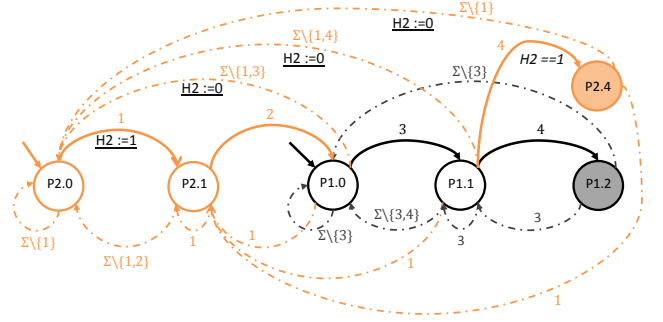 Σ\{1}
H2 :=0
Σ\{1,4}
4
H2 ==1
H2 :=0
Σ\{1,3}
Σ\{3}
P2.4
H2 :=0
1
2
3
4
H2 :=1
P2.0
P2.1
P1.0
P1.1
P1.2
Σ\{1}
Σ\{1,2}
1
1
Σ\{3}
Σ\{3,4}
3
3
1
1